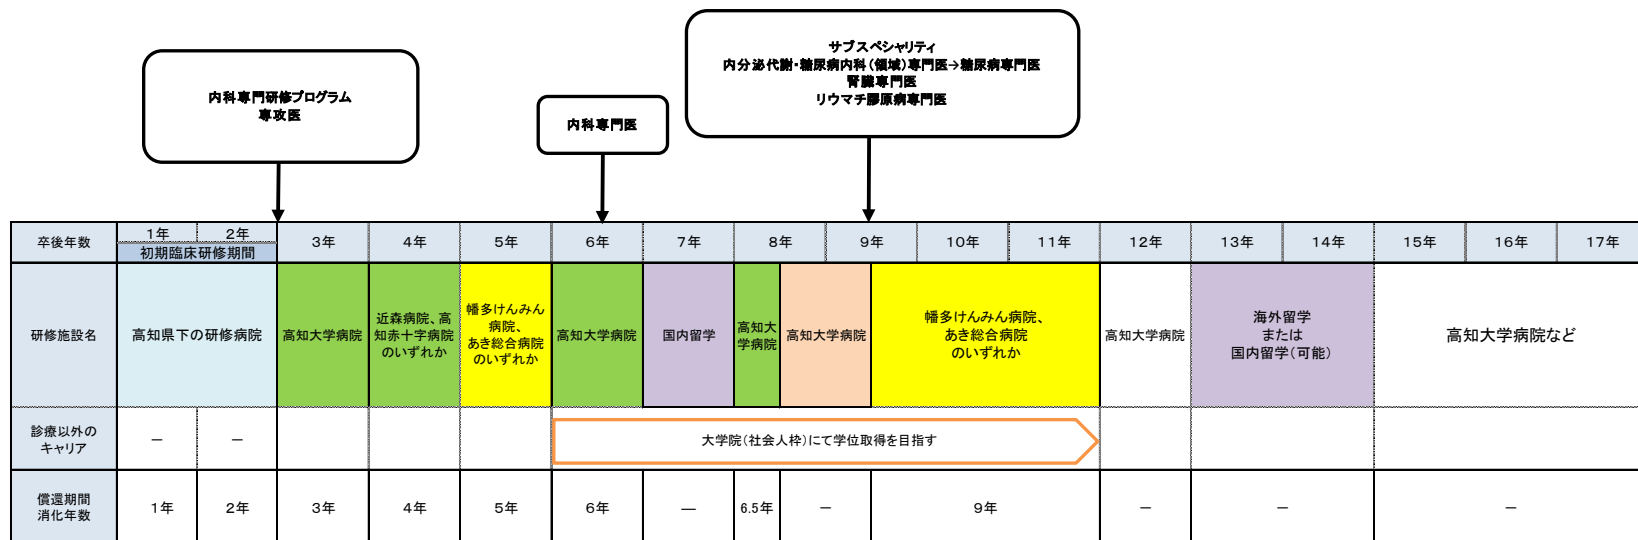 サブスペシャリティ
内分泌代謝・糖尿病内科(領域)専門医→糖尿病専門医
腎臓専門医
リウマチ膠原病専門医
内科専門研修プログラム
専攻医
内科専門医
卒後年数
1年
2年
初期臨床研修期間
3年
4年
5年
6年
7年
8年
9年
10年
11年
12年
13年
14年
15年
16年
17年
研修施設名
高知県下の研修病院
高知大学病院
近森病院、高
知赤十字病院
のいずれか
幡多けんみん
病院、
あき総合病院
のいずれか
高知大学病院
国内留学
高知大
学病院
高知大学病院
幡多けんみん病院、
あき総合病院
のいずれか
高知大学病院
海外留学
または
国内留学(可能)
高知大学病院など
診療以外の
キャリア
－
－
大学院(社会人枠)にて学位取得を目指す
償還期間
消化年数
1年
2年
3年
4年
5年
6年
―
6.5年
－
9年
－
－
－